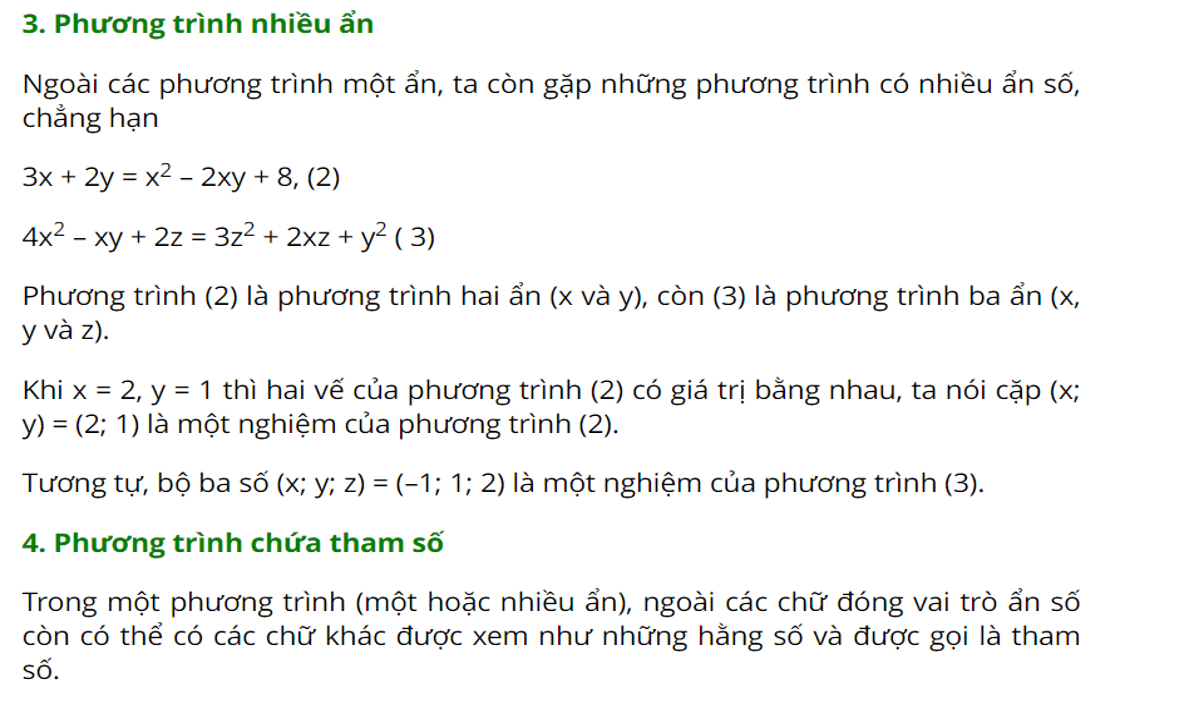 3. Phương trình nhiều ẩn
Ngoài các phương trình một ẩn, ta còn gặp những phương trình có nhiều ẩn số,
chẳng hạn
3x + 2y = x² – 2xy + 8, (2)
4x² – xy + 2z = 3z² + 2xz + y² ( 3)
Phương trình (2) là phương trình hai ẩn (x và y), còn (3) là phương trình ba ẩn (x,
y và z).
Khi x = 2, y = 1 thì hai vế của phương trình (2) có giá trị bằng nhau, ta nói cặp (x;
y) = (2; 1) là một nghiệm của phương trình (2).
Tương tự, bộ ba số (x; y; z) = (–1; 1; 2) là một nghiệm của phương trình (3).
4. Phương trình chứa tham số
Trong một phương trình (một hoặc nhiều ẩn), ngoài các chữ đóng vai trò ẩn số
còn có thể có các chữ khác được xem như những hằng số và được gọi là tham
số.